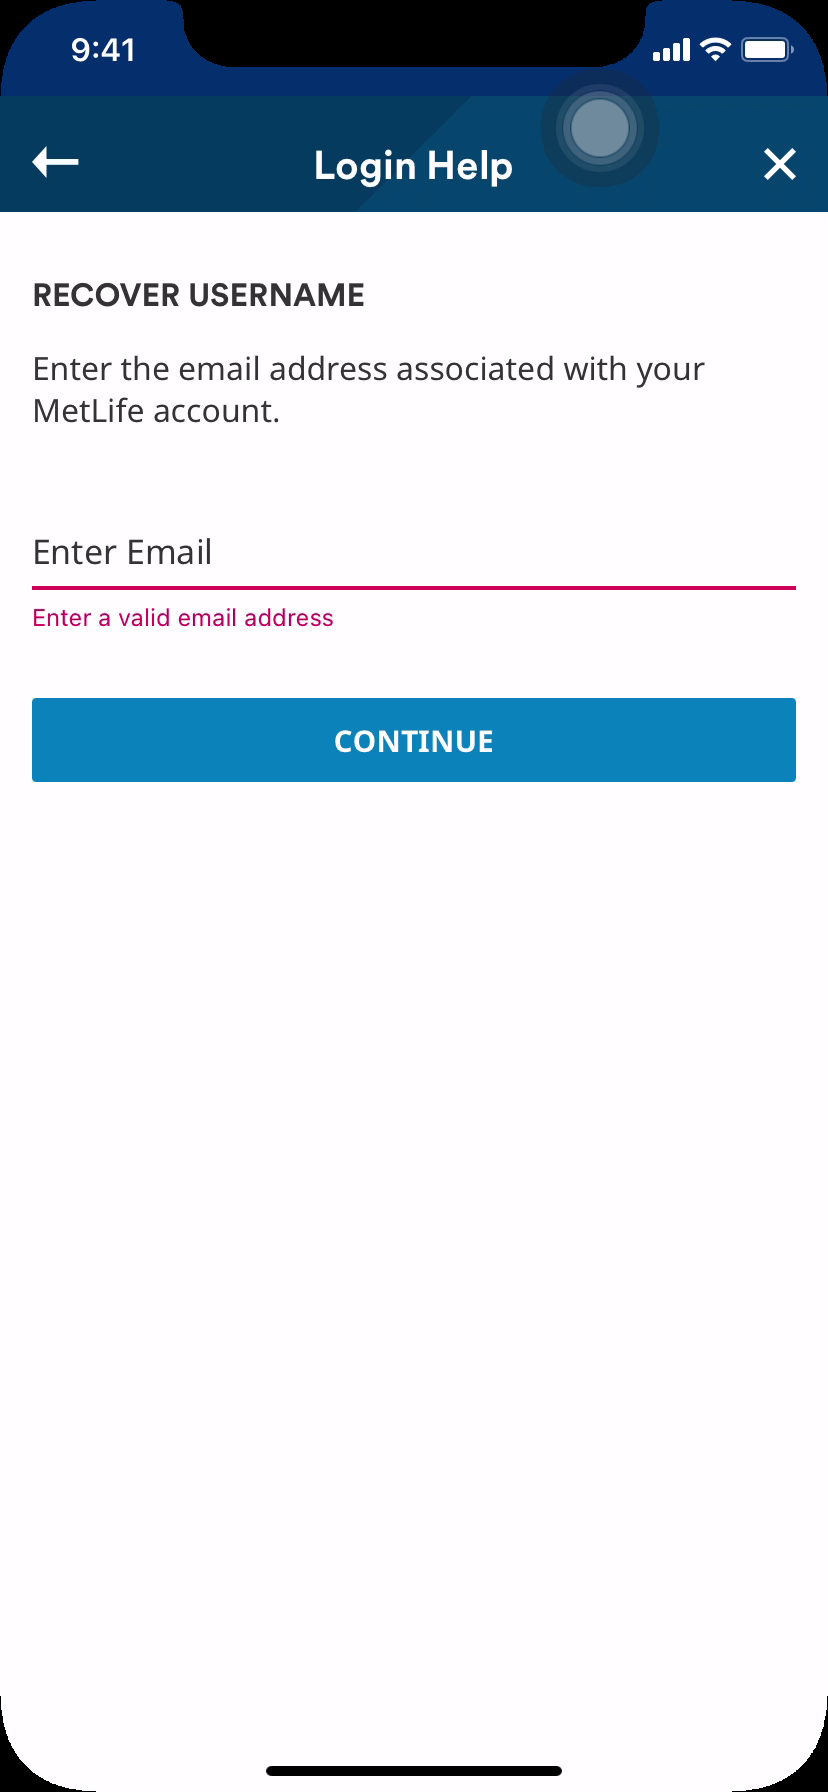 9:41
Login Help
RECOVER USERNAME
Enter the email address associated with your
MetLife account.
Enter Email
Enter a valid email address
CONTINUE